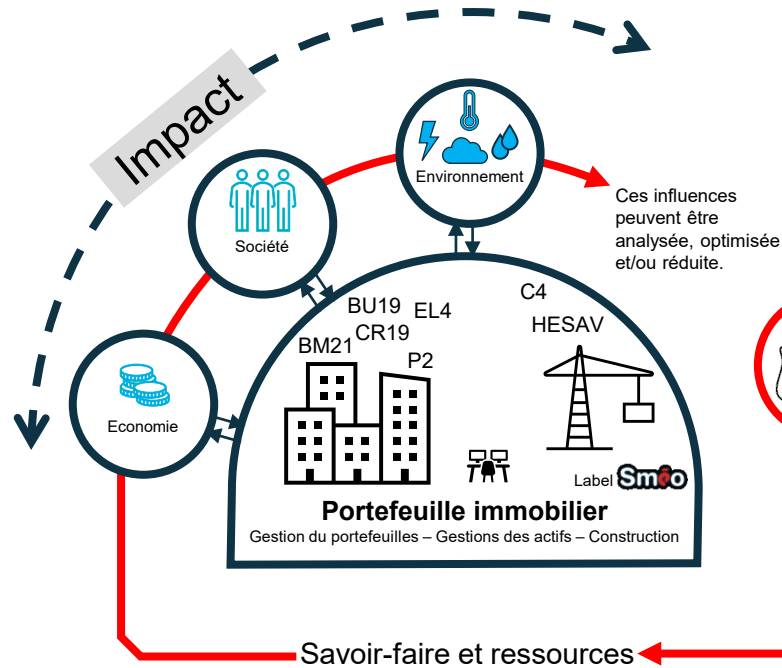 Impact
Environnement
Société
Economie
Ces influences
peuvent être
analysée, optimisée
et/ou réduite.
BU19
EL4
C4
CR19
HESAV
BM21
P2
Label Sméo
Portefeuille immobilier
Gestion du portefeuilles – Gestions des actifs – Construction
Savoir-faire et ressources